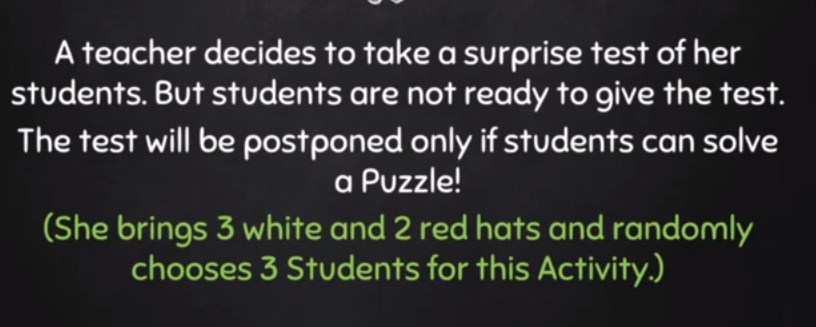 A teacher decides to take a surprise test of her
students. But students are not ready to give the test.
The test will be postponed only if students can solve
a Puzzle!
(She brings 3 white and 2 red hats and randomly
chooses 3 Students for this Activity.)